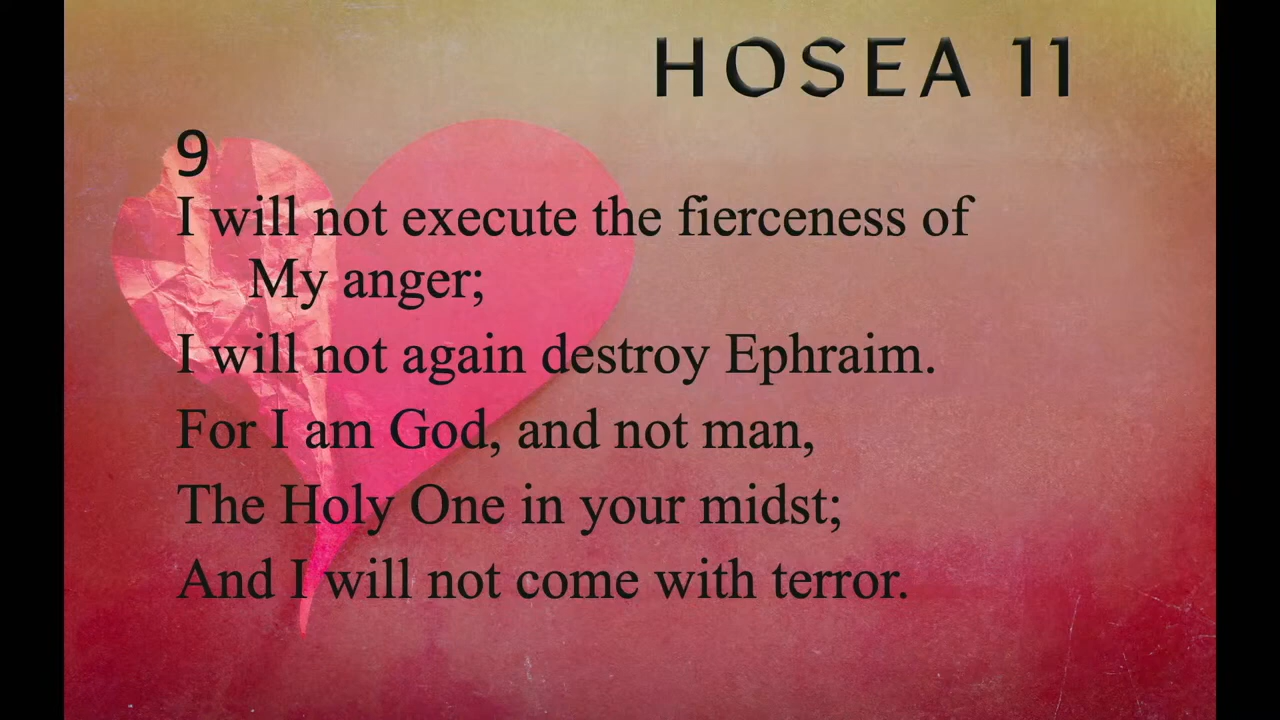 HOSEA 11
9
I will not execute the fierceness of
My anger;
I will not again destroy Ephraim.
For I am God, and not man,
The Holy One in your midst;
And I will not come with terror.